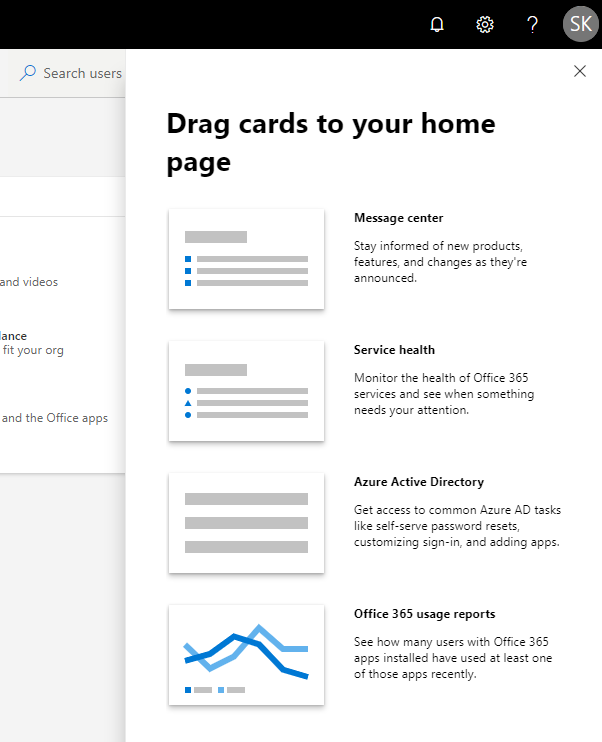 SK
Search users
Drag cards to your home
page
and videos
lance
fit your org
and the Office apps
Message center
Stay informed of new products,
features, and changes as they're
announced.
Service health
Monitor the health of Office 365
services and see when something
needs your attention.
Azure Active Directory
Get access to common Azure AD tasks
like self-serve password resets,
customizing sign-in, and adding apps.
Office 365 usage reports
See how many users with Office 365
apps installed have used at least one
of those apps recently.